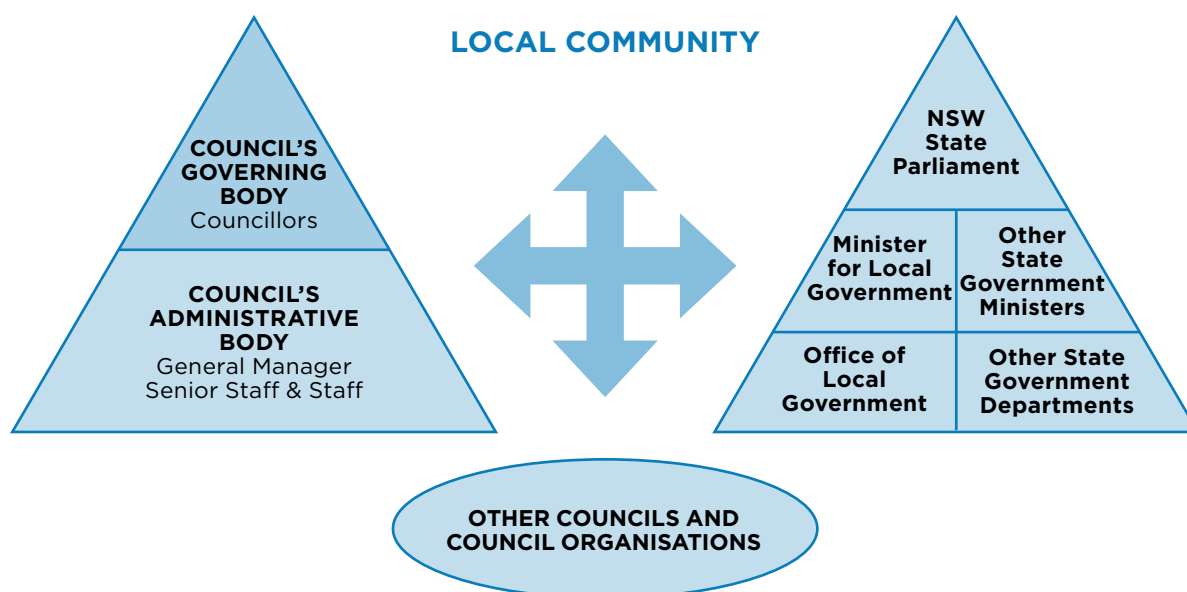 LOCAL COMMUNITY
COUNCIL'S
GOVERNING
BODY
Councillors
COUNCIL'S
ADMINISTRATIVE
BODY
General Manager
Senior Staff & Staff
NSW
State
Parliament
Minister
for Local
Government
Other
State
Government
Ministers
Office of
Local
Government
Other State
Government
Departments
OTHER COUNCILS AND
COUNCIL ORGANISATIONS